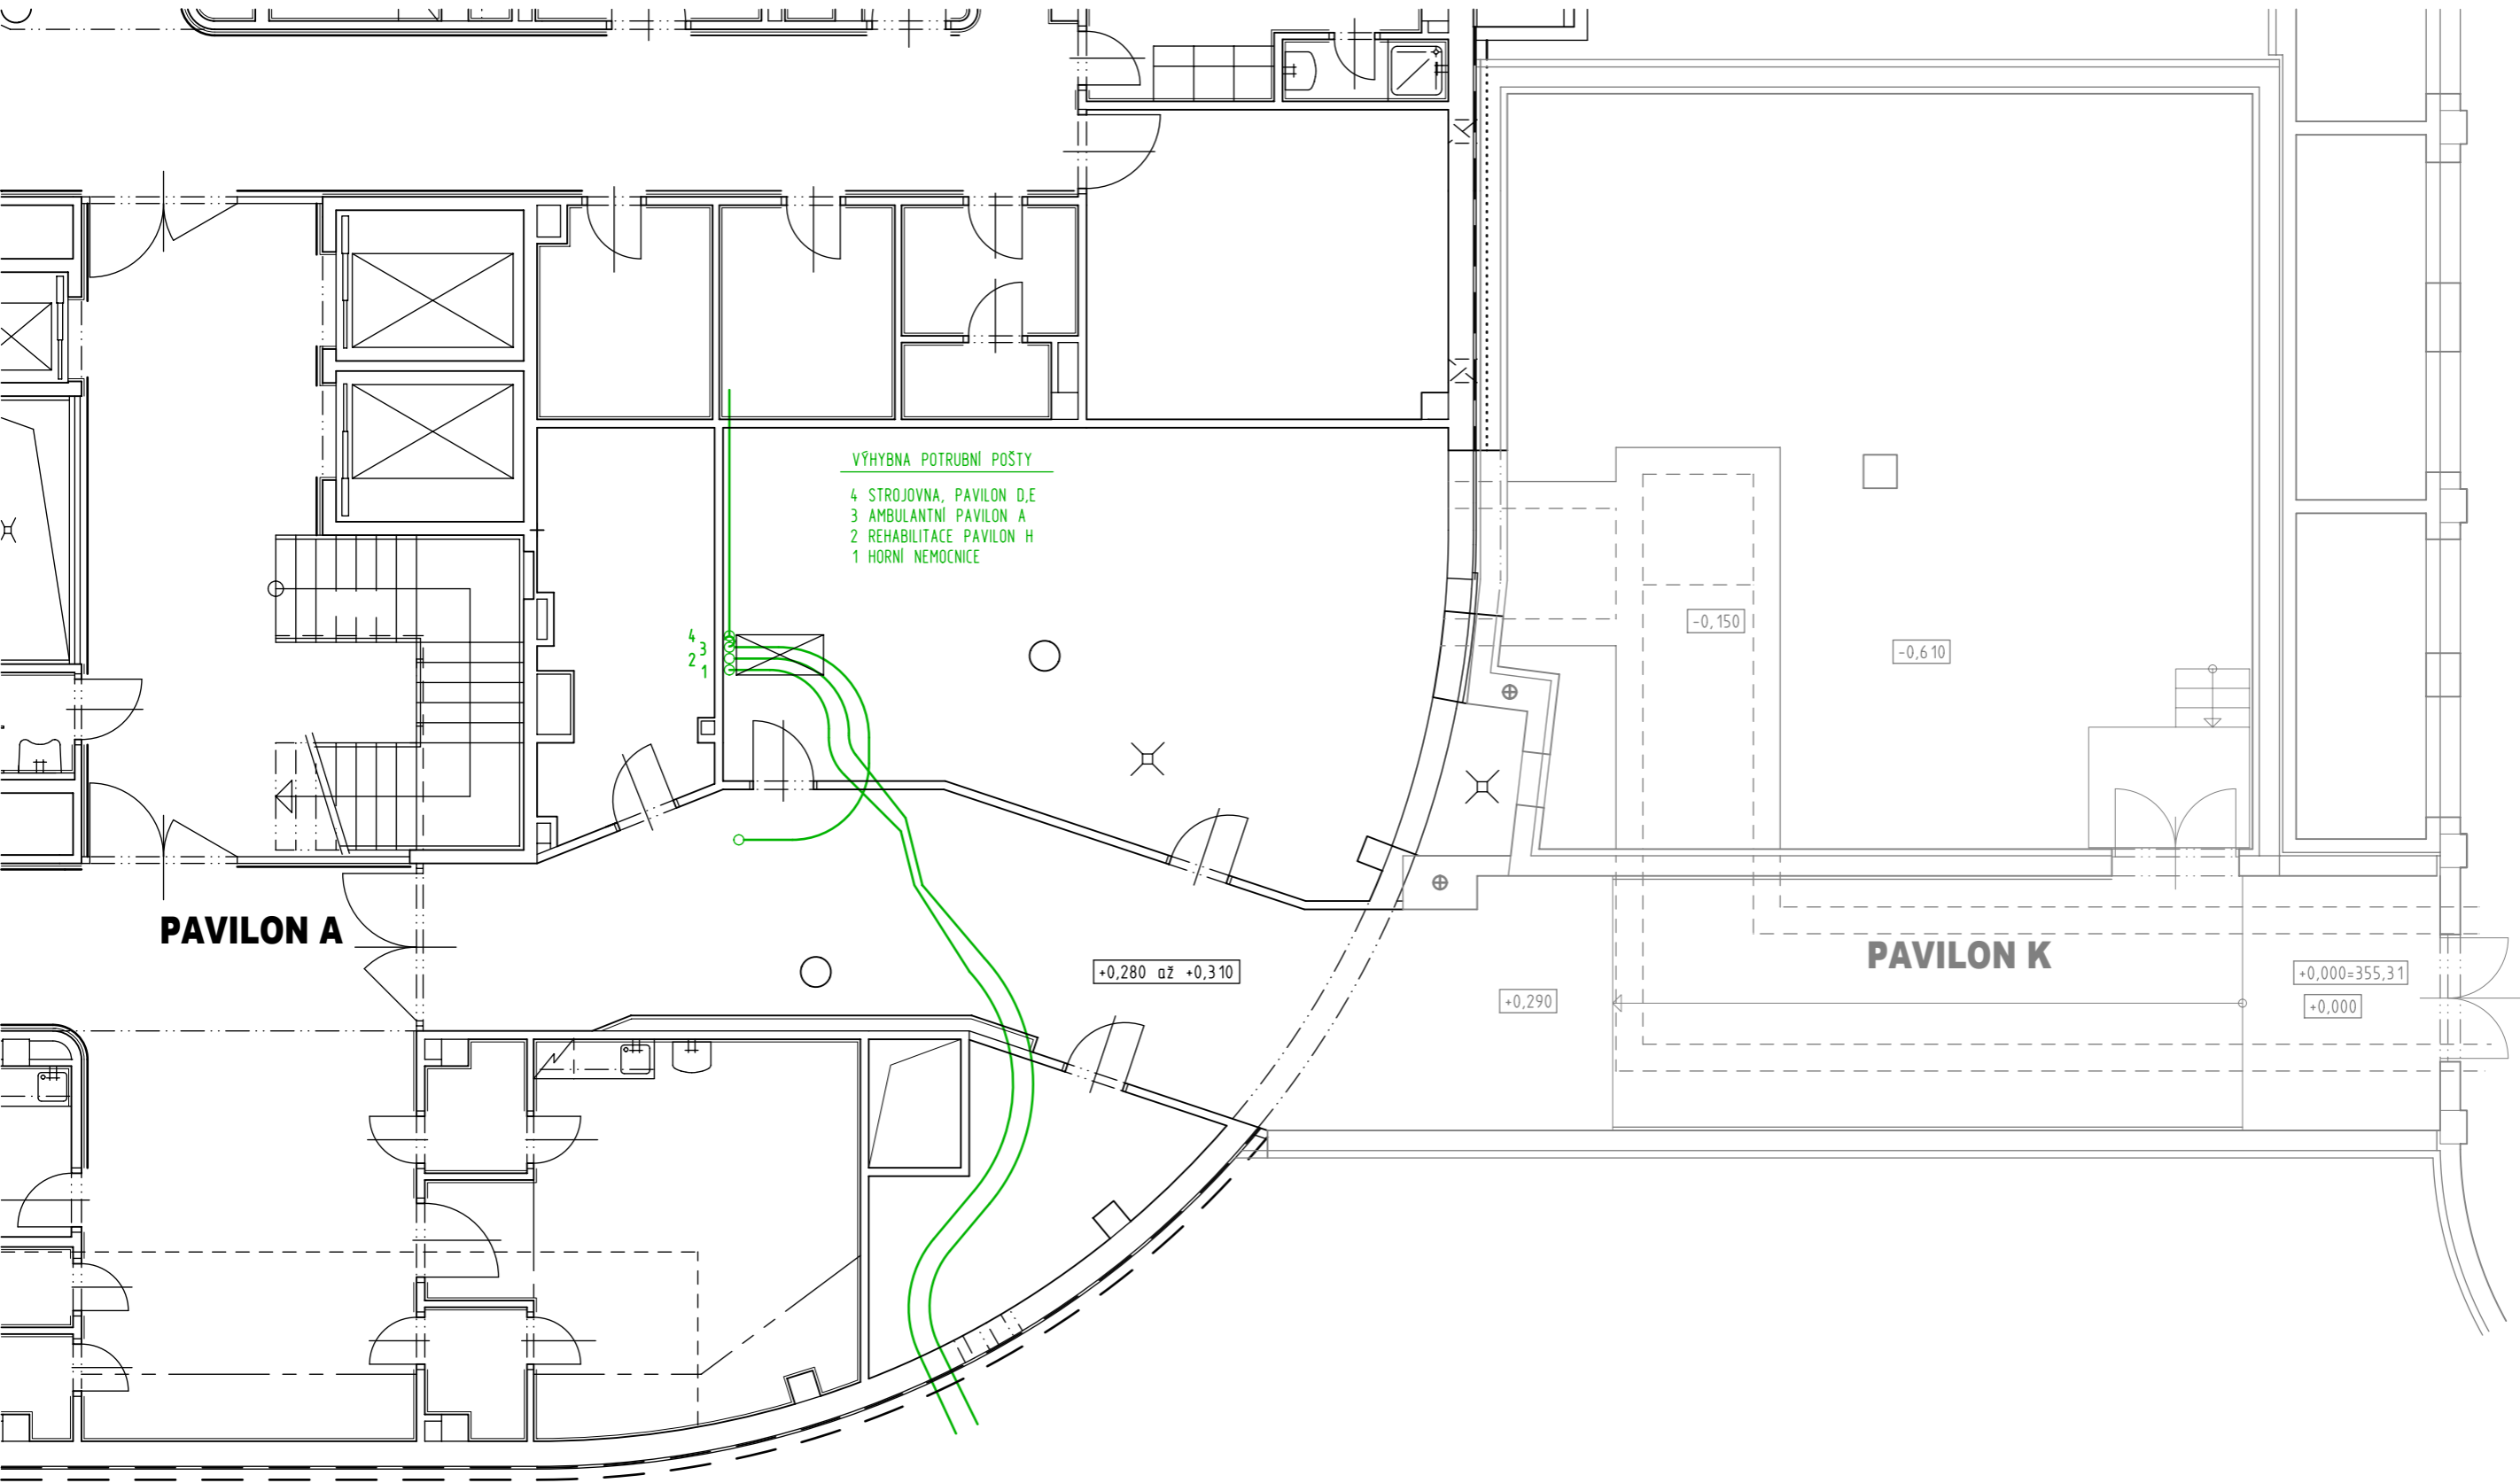 VÝHYBNA POTRUBNÍ POŠTY
4 STROJOVNA, PAVILON D,E
3 AMBULANTNÍ PAVILON A
2 REHABILITACE PAVILON H
1 HORNÍ NEMOCNICE
4
3
2
1
-0,150
-0,610
PAVILON A
PAVILON K
+0,280 až +0,310
+0,290
+0,000=355,31
+0,000